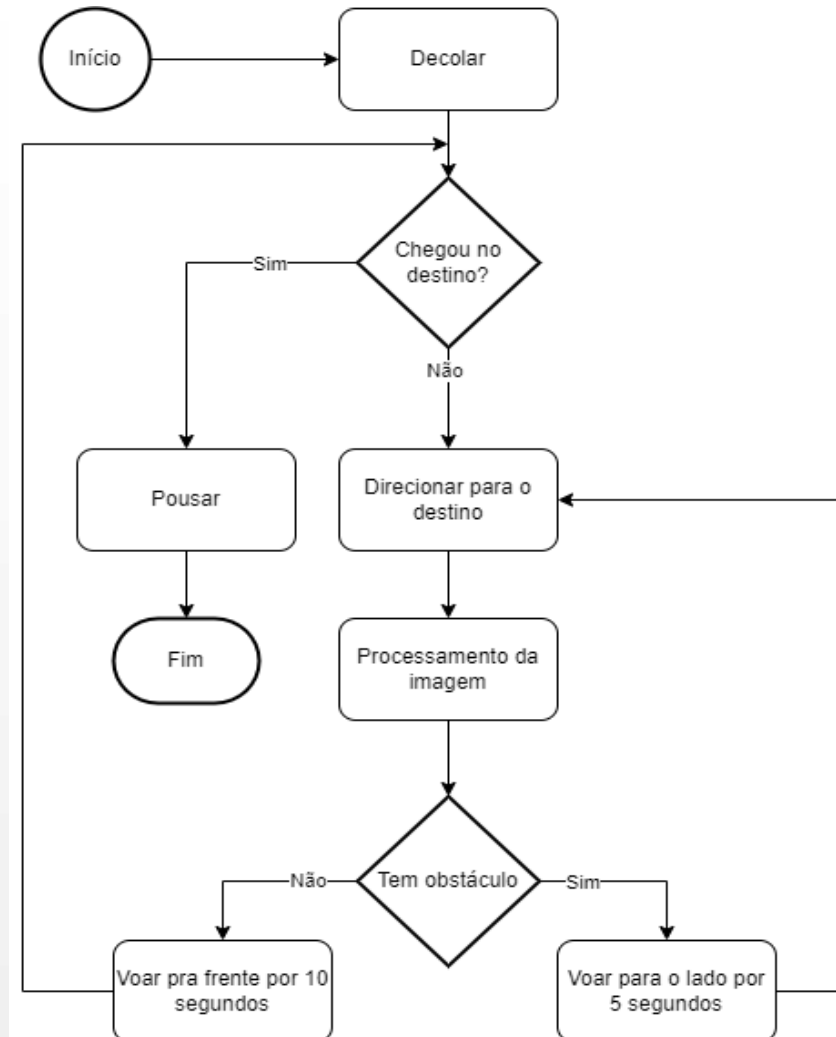 Início
Decolar
Chegou no
destino?
Sim
Não
Pousar
Direcionar para o
destino
Fim
Processamento da
imagem
Não
Tem obstáculo
Sim
Voar pra frente por 10
segundos
Voar para o lado por
5 segundos